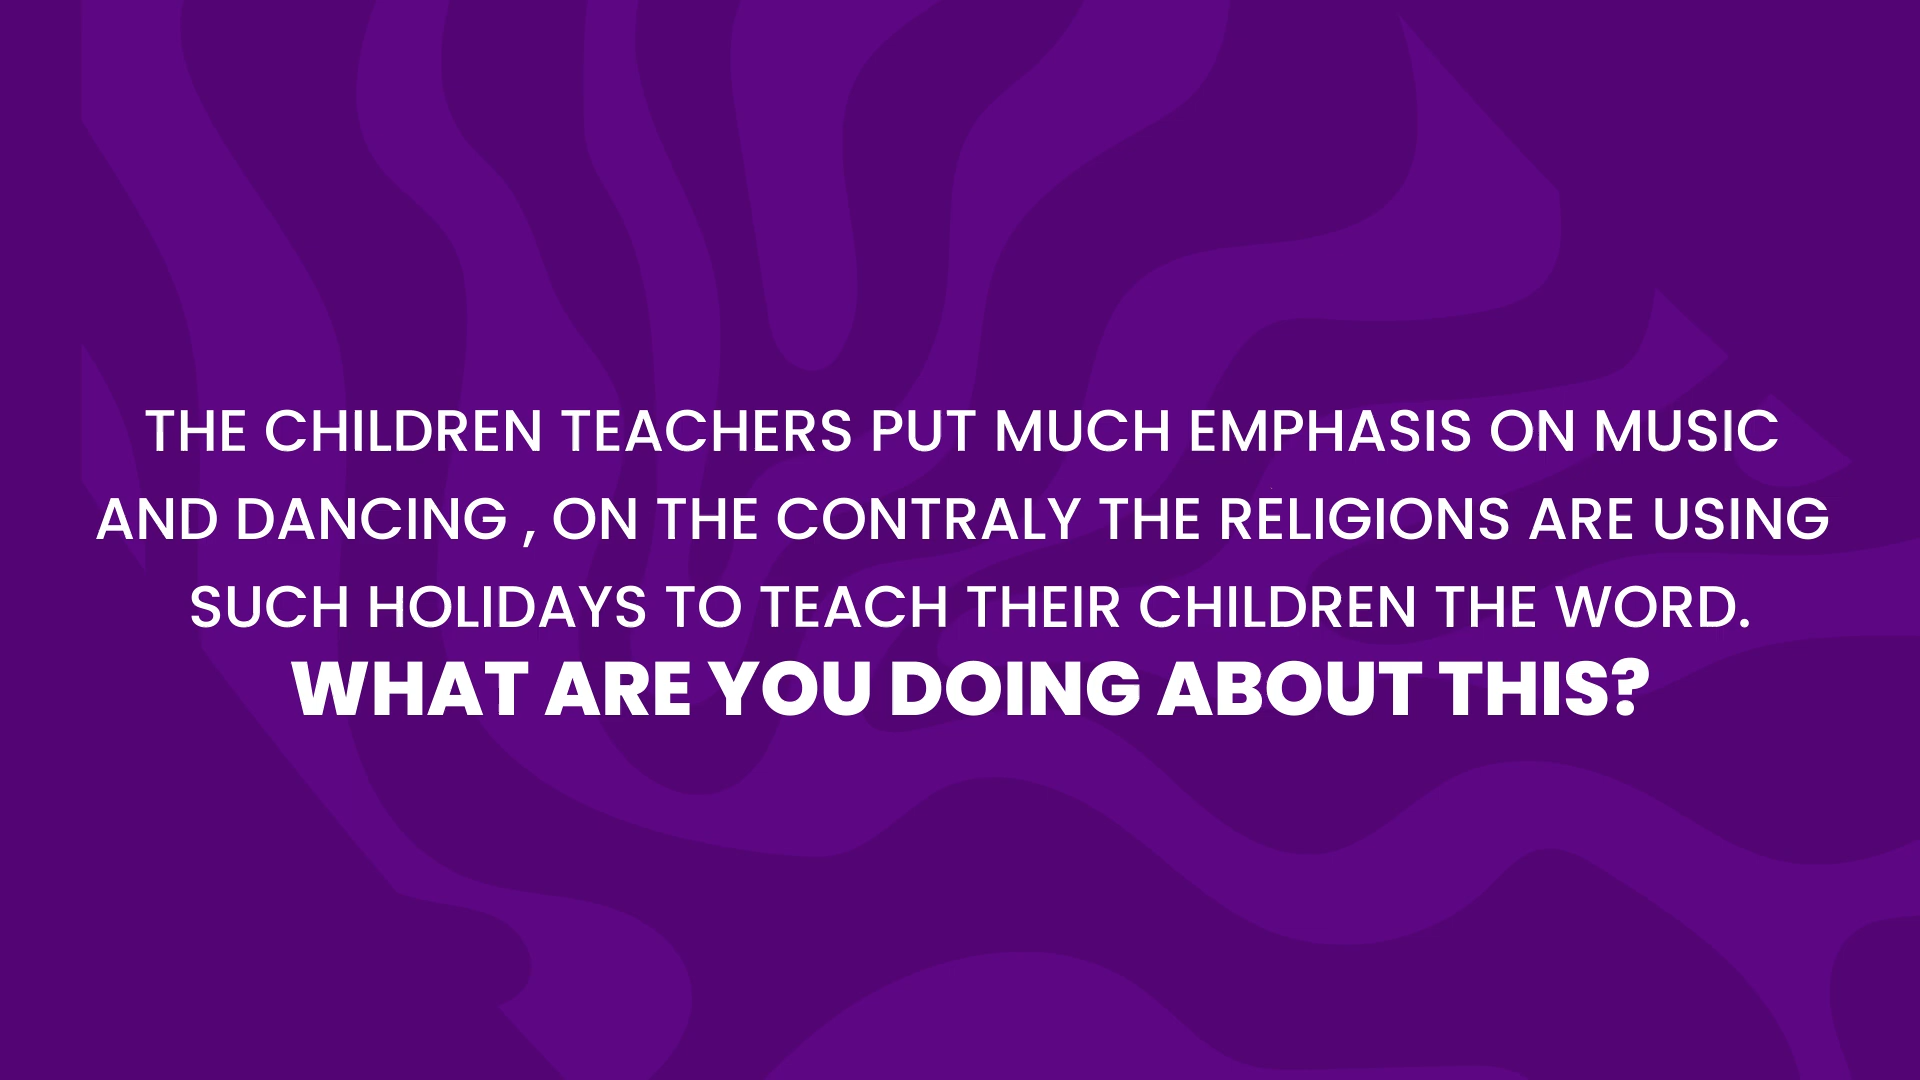 THE CHILDREN TEACHERS PUT MUCH EMPHASIS ON MUSIC
AND DANCING , ON THE CONTRALY THE RELIGIONS ARE USING
SUCH HOLIDAYS TO TEACH THEIR CHILDREN THE WORD.
WHAT ARE YOU DOING ABOUT THIS?